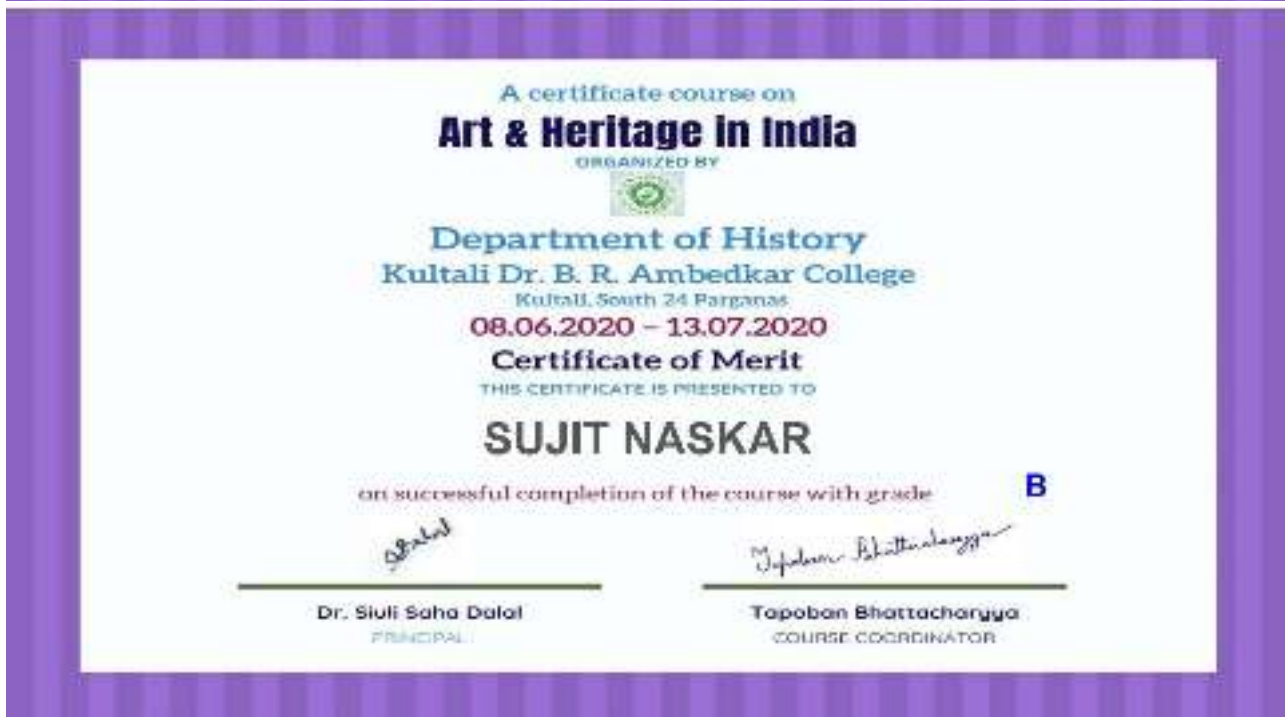 A certificate course on
Art & Heritage in India
ORGANIZED BY
Department of History
Kultali Dr. B. R. Ambedkar College
Kultali, South 24 Parganas
08.06.2020 – 13.07.2020
Certificate of Merit
THIS CERTIFICATE IS PRESENTED TO
SUJIT NASKAR
on successful completion of the course with grade B
Tapoban Bhattacharyya
Dr. Siuli Saha Dalal Tapoban Bhattacharyya
PRINCIPAL COURSE COORDINATOR